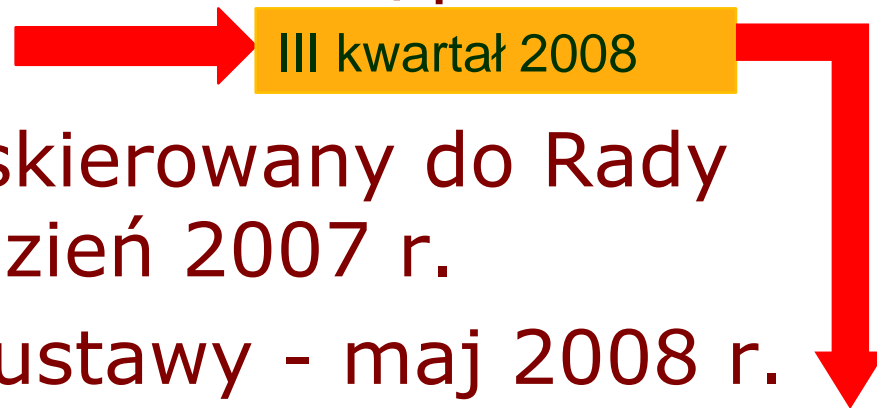 III kwartał 2008
skierowany do Rady
zień 2007 r.
ustawy - maj 2008 r.